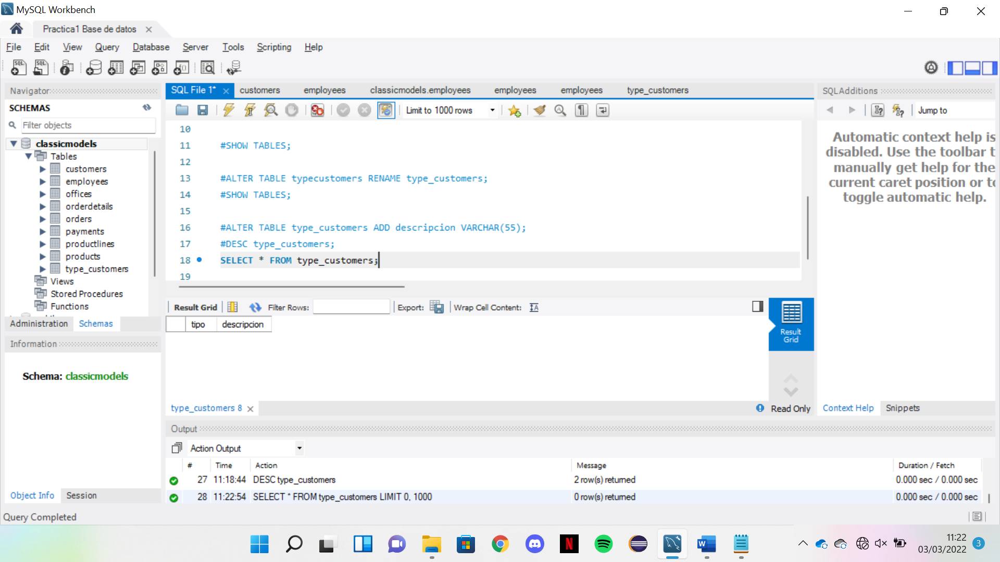 MySQL Workbench
Practica1 Base de datos
File Edit View Query Database Server Tools Scripting Help
Navigator
SCHEMAS
Filter objects
classicmodels
Tables
customers
employees
offices
orderdetails
orders
payments
productlines
products
type_customers
Views
Stored Procedures
Functions
Administration Schemas
Information
Schema: classicmodels
Object Info Session
SQL File 1* customers employees classicmodels.employees employees employees type_customers
Limit to 1000 rows
10
11 #SHOW TABLES;
12
13 #ALTER TABLE typecustomers RENAME type_customers;
14 #SHOW TABLES;
15
16 #ALTER TABLE type_customers ADD descripcion VARCHAR(55);
17 #DESC type_customers;
18 SELECT * FROM type_customers;
19
Result Grid Filter Rows: Export: Wrap Cell Content:
tipo descripcion
Result
Grid
type_customers 8
Read Only
SQLAdditions
Jump to
Automatic context help is
disabled. Use the toolbar t
manually get help for the
current caret position or to
toggle automatic help.
Context Help Snippets
Output
Action Output
# Time Action Message Duration / Fetch
27 11:18:44 DESC type_customers 2 row(s) returned 0.000 sec / 0.000 sec
28 11:22:54 SELECT * FROM type_customers LIMIT 0, 1000 0 row(s) returned 0.000 sec / 0.000 sec
Query Completed
11:22
03/03/2022
3